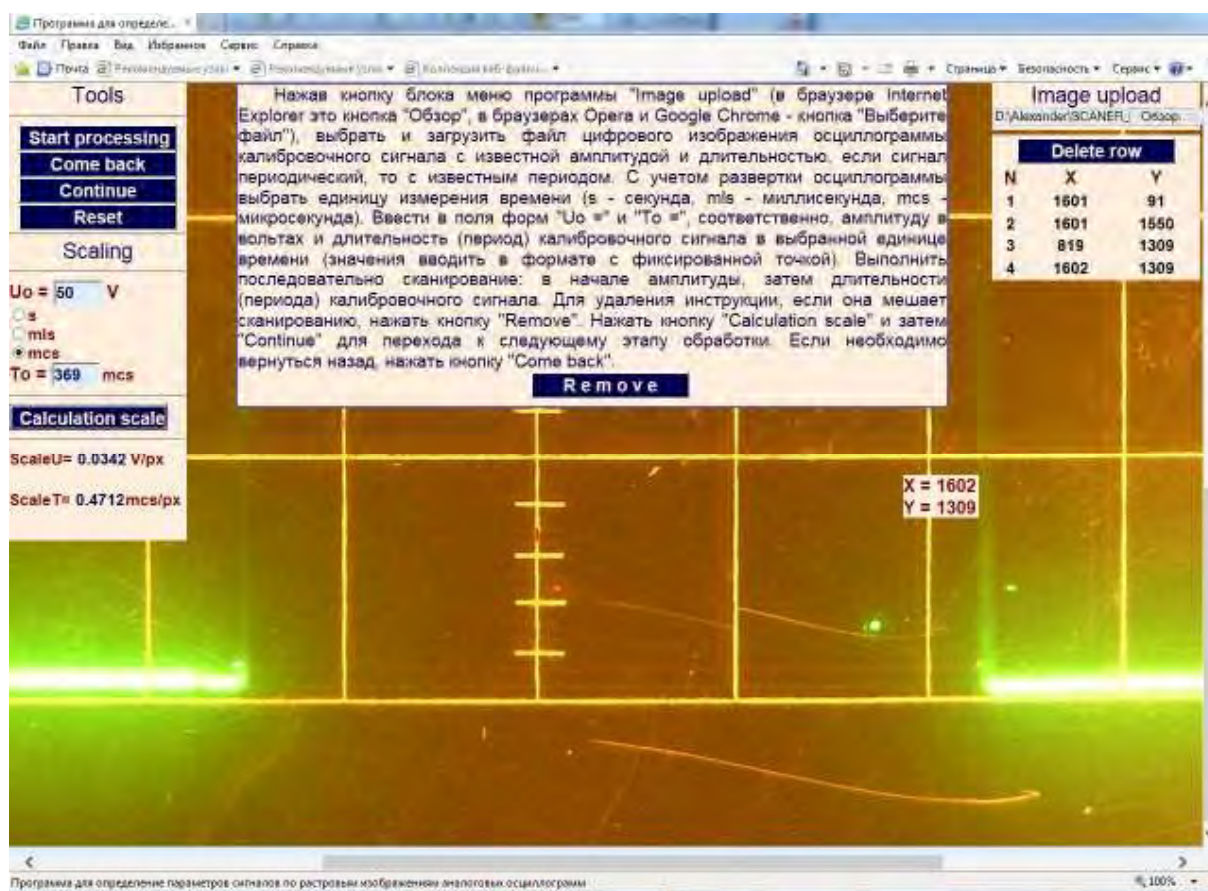 Программа для определе...
Файл Правка Вид Избранное Сервис Справка
Почта
Страница Безопасность Сервис
Tools
Start processing
Come back
Continue
Reset
Scaling
Uo = 50 V
s
mls
mcs
To = 369 mcs
Calculation scale
ScaleU= 0.0342 V/px
ScaleT= 0.4712mcs/px
Нажав кнопку блока меню программы "Image upload" (в браузере Internet
Explorer это кнопка "Обзор", в браузерах Opera и Google Chrome - кнопка "Выберите
файл"), выбрать и загрузить файл цифрового изображения осциллограммы
калибровочного сигнала с известной амплитудой и длительностью, если сигнал
периодический, то с известным периодом. С учетом развертки осциллограммы
выбрать единицу измерения времени (s - секунда, mls - миллисекунда, mcs -
микросекунда). Ввести в поля форм "Uo =" и "To =", соответственно, амплитуду в
вольтах и длительность (период) калибровочного сигнала в выбранной единице
времени (значения вводить в формате с фиксированной точкой). Выполнить
последовательно сканирование: в начале амплитуды, затем длительности
(периода) калибровочного сигнала. Для удаления инструкции, если она мешает
сканированию, нажать кнопку "Remove". Нажать кнопку "Calculation scale" и затем
"Continue" для перехода к следующему этапу обработки. Если необходимо
вернуться назад, нажать кнопку "Come back".
Remove
Image upload
D:\Alexander\SCANER_ Обзор...
Delete row
N X Y
1 1601 91
2 1601 1550
3 819 1309
4 1602 1309
X = 1602
Y = 1309
Программа для определение параметров сигналов по растровым изображениям аналоговых осциллограмм
100%